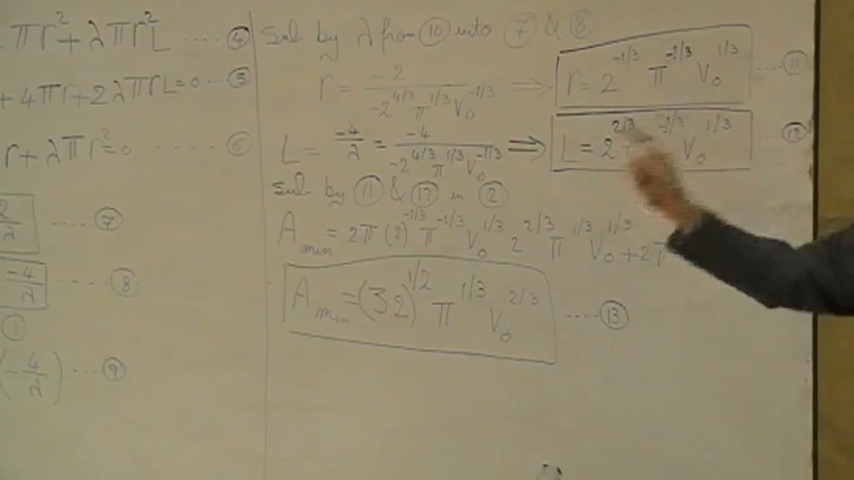 πr² + λπr²L ···· ④
+ 4πr + 2λπrL = 0 ··· ⑤
r + λπr² = 0 ---- ⑥
2/λ ···· ⑦
-4/λ ---- ⑧
①
(-4/λ) ··· ⑨
Sub by λ from ⑩ into ⑦ & ⑧
r = -2 / -2^4/3 π^1/3 V₀^-1/3 ⟹ r = 2^-1/3 π^-1/3 V₀^1/3 ···· ⑪
L = -4/λ = -4 / -2^4/3 π^1/3 V₀^-1/3 ⟹ L = 2^2/3 π^-1/3 V₀^1/3 ··· ⑫
Sub by ⑪ & ⑫ in ②
A min = 2π (2)^-1/3 π^-1/3 V₀^1/3 2^2/3 π^1/3 V₀^1/3 + 2π
A min = (32)^1/2 π^1/3 V₀^2/3 ···· ⑬